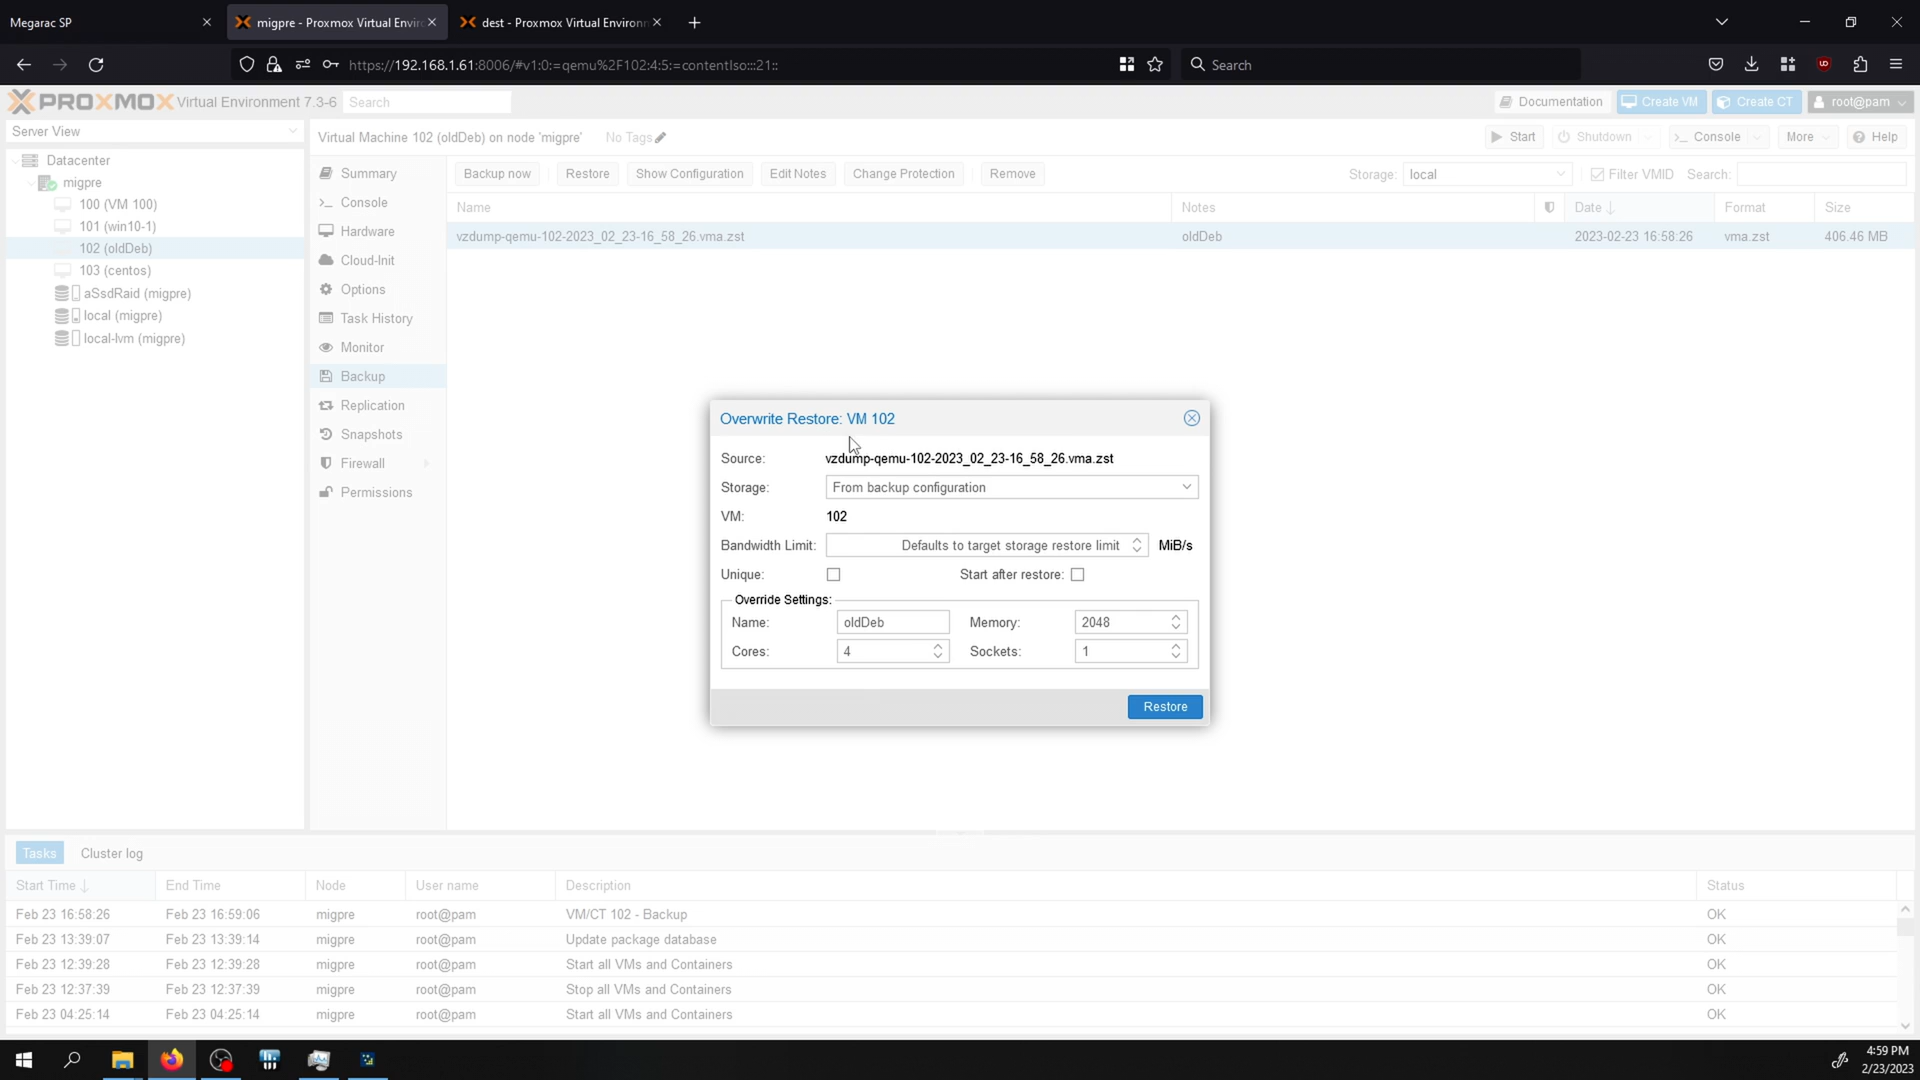 Megarac SP
migpre - Proxmox Virtual Envir
dest - Proxmox Virtual Environ
https://192.168.1.61:8006/#v1:0:=qemu%2F102:4:5:=contentIso:::21::
Search
PROXMOX Virtual Environment 7.3-6
Search
Documentation
Create VM
Create CT
root@pam
Server View
Virtual Machine 102 (oldDeb) on node 'migpre'
No Tags
Start
Shutdown
Console
More
Help
Datacenter
migpre
100 (VM 100)
101 (win10-1)
102 (oldDeb)
103 (centos)
aSsdRaid (migpre)
local (migpre)
local-lvm (migpre)
Summary
Console
Hardware
Cloud-Init
Options
Task History
Monitor
Backup
Replication
Snapshots
Firewall
Permissions
Backup now
Restore
Show Configuration
Edit Notes
Change Protection
Remove
Storage: local
Filter VMID
Search:
Name Notes Date Format Size
vzdump-qemu-102-2023_02_23-16_58_26.vma.zst oldDeb 2023-02-23 16:58:26 vma.zst 406.46 MB
Overwrite Restore: VM 102
Source: vzdump-qemu-102-2023_02_23-16_58_26.vma.zst
Storage: From backup configuration
VM: 102
Bandwidth Limit: Defaults to target storage restore limit MiB/s
Unique: Start after restore:
Override Settings:
Name: oldDeb Memory: 2048
Cores: 4 Sockets: 1
Restore
Tasks Cluster log
Start Time End Time Node User name Description Status
Feb 23 16:58:26 Feb 23 16:59:06 migpre root@pam VM/CT 102 - Backup OK
Feb 23 13:39:07 Feb 23 13:39:14 migpre root@pam Update package database OK
Feb 23 12:39:28 Feb 23 12:39:28 migpre root@pam Start all VMs and Containers OK
Feb 23 12:37:39 Feb 23 12:37:39 migpre root@pam Stop all VMs and Containers OK
Feb 23 04:25:14 Feb 23 04:25:14 migpre root@pam Start all VMs and Containers OK
4:59 PM
2/23/2023